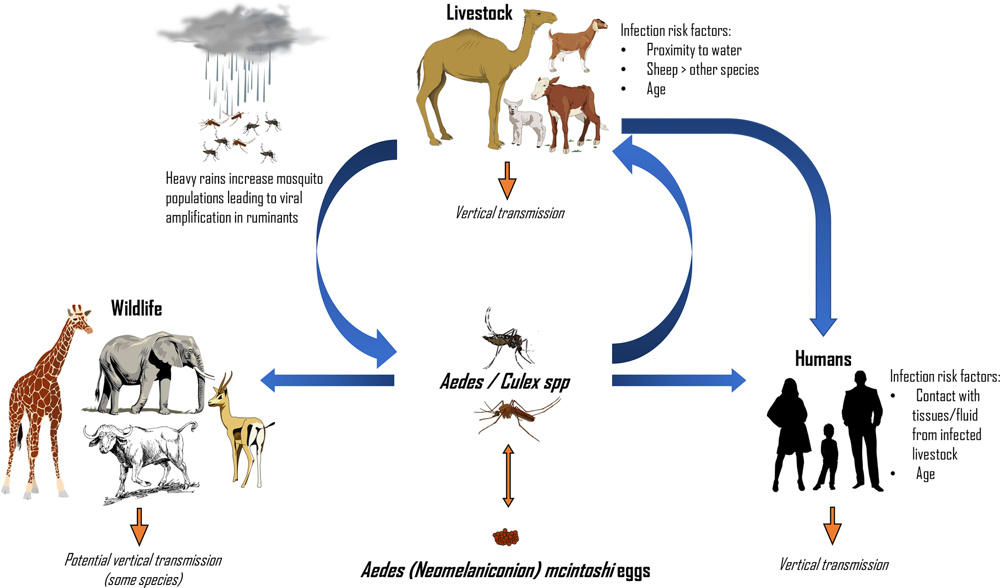 Livestock
Infection risk factors:
• Proximity to water
• Sheep > other species
• Age
Heavy rains increase mosquito
populations leading to viral
amplification in ruminants
Vertical transmission
Wildlife
Aedes / Culex spp
Humans
Infection risk factors:
• Contact with
tissues/fluid
from infected
livestock
• Age
Potential vertical transmission
(some species)
Aedes (Neomelaniconion) mcintoshi eggs
Vertical transmission